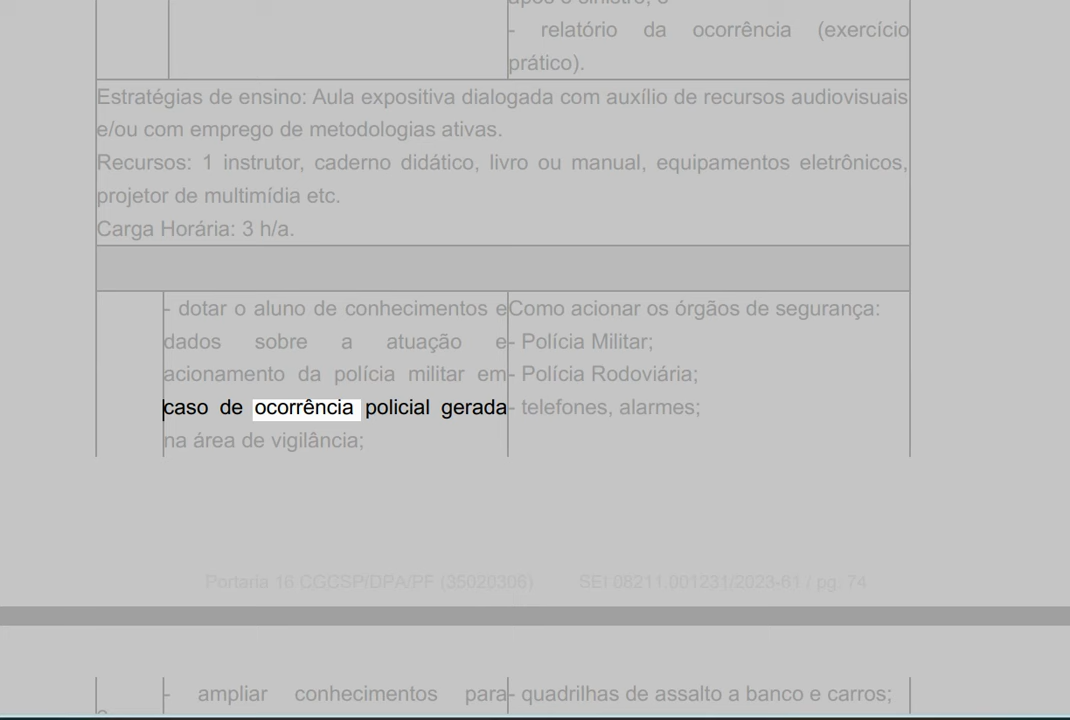 - relatório da ocorrência (exercício
prático).
Estratégias de ensino: Aula expositiva dialogada com auxílio de recursos audiovisuais
e/ou com emprego de metodologias ativas.
Recursos: 1 instrutor, caderno didático, livro ou manual, equipamentos eletrônicos,
projetor de multimídia etc.
Carga Horária: 3 h/a.
- dotar o aluno de conhecimentos e
dados sobre a atuação e
acionamento da polícia militar em
caso de ocorrência policial gerada
na área de vigilância;
Como acionar os órgãos de segurança:
- Polícia Militar;
- Polícia Rodoviária;
- telefones, alarmes;
Portaria 16 CGCSP/DPA/PF (35020306) SEI 08211.001231/2023-61 / pg. 74
- ampliar conhecimentos para
- quadrilhas de assalto a banco e carros;